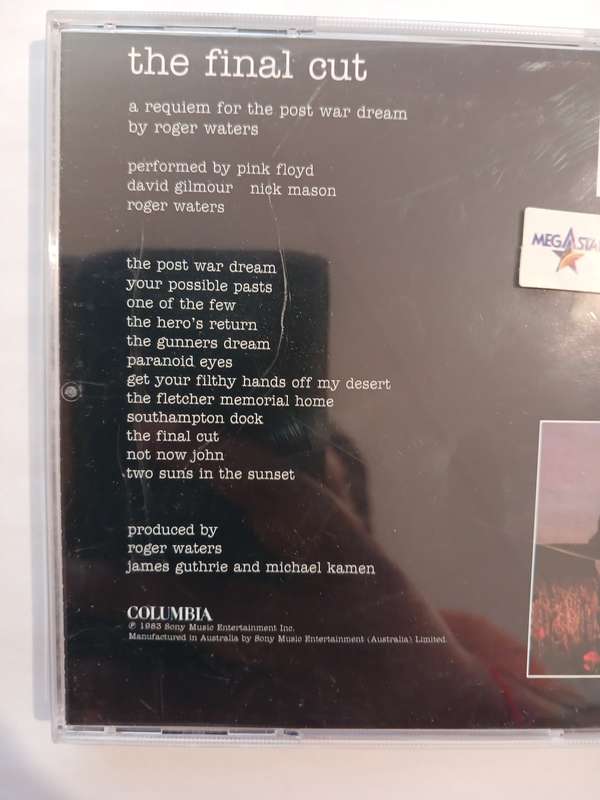 the final cut
a requiem for the post war dream
by roger waters
performed by pink floyd
david gilmour nick mason
roger waters
MEGASTA
the post war dream
your possible pasts
one of the few
the hero's return
the gunners dream
paranoid eyes
get your filthy hands off my desert
the fletcher memorial home
southampton dock
the final cut
not now john
two suns in the sunset
produced by
roger waters
james guthrie and michael kamen
COLUMBIA
℗ 1983 Sony Music Entertainment Inc.
Manufactured in Australia by Sony Music Entertainment (Australia) Limited